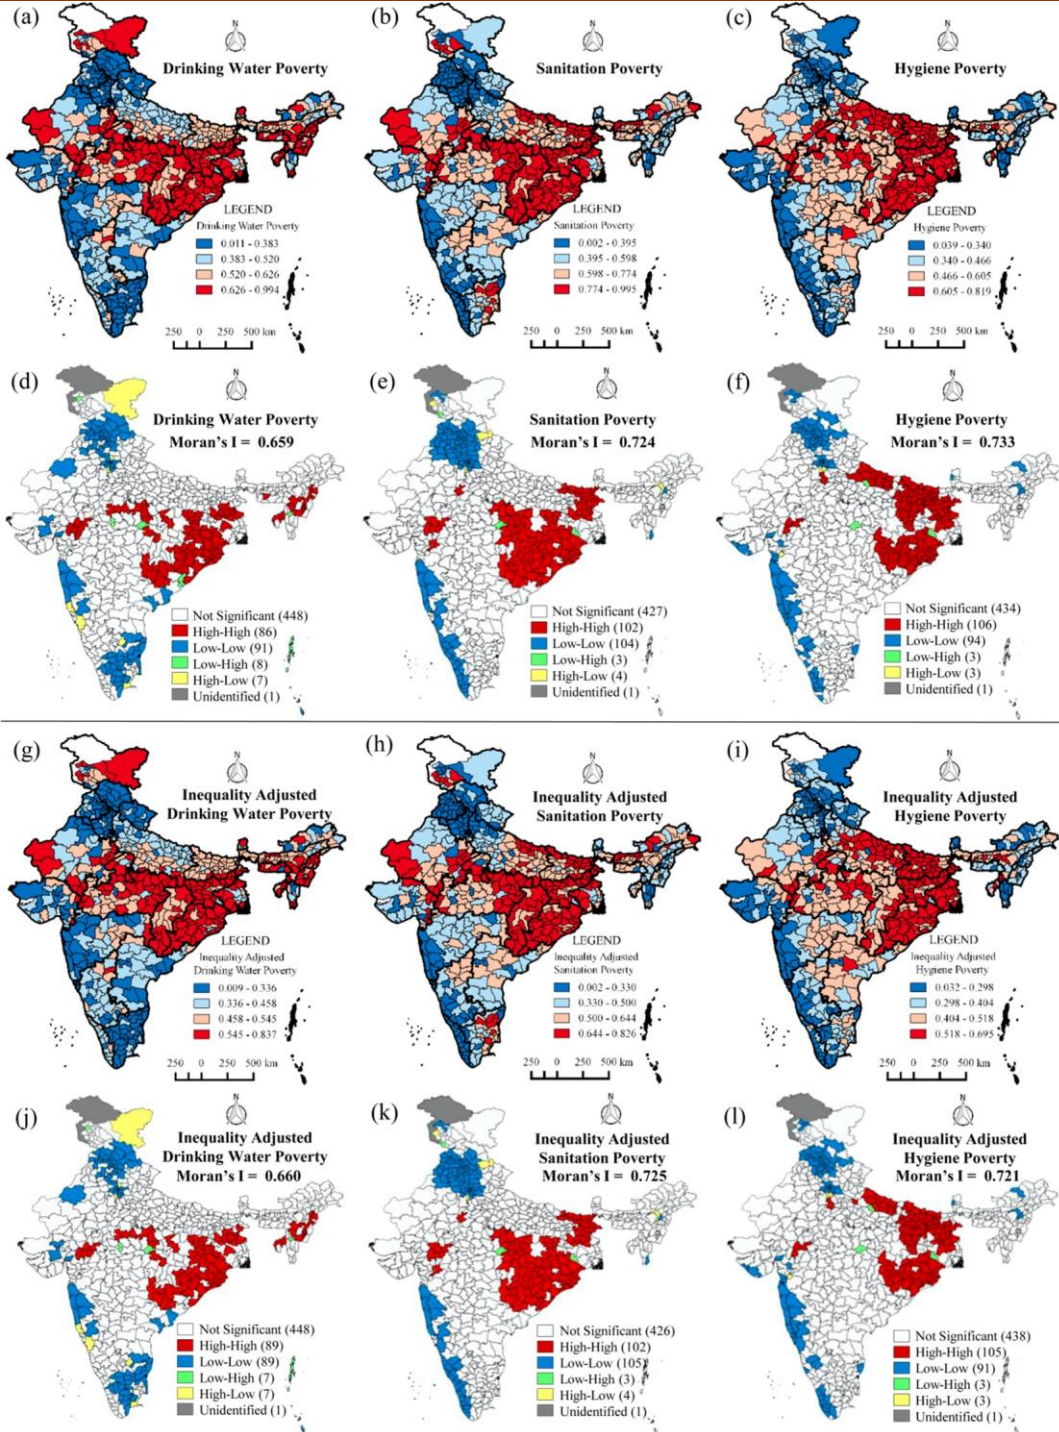 (a)
N
Drinking Water Poverty
LEGEND
Drinking Water Poverty
0.011 - 0.383
0.383 - 0.520
0.520 - 0.626
0.626 - 0.994
250 0 250 500 km
(b)
N
Sanitation Poverty
LEGEND
Sanitation Poverty
0.002 - 0.395
0.395 - 0.598
0.598 - 0.774
0.774 - 0.995
250 0 250 500 km
(c)
N
Hygiene Poverty
LEGEND
Hygiene Poverty
0.039 - 0.340
0.340 - 0.466
0.466 - 0.605
0.605 - 0.819
250 0 250 500 km
(d)
N
Drinking Water Poverty
Moran's I = 0.659
Not Significant (448)
High-High (86)
Low-Low (91)
Low-High (8)
High-Low (7)
Unidentified (1)
(e)
N
Sanitation Poverty
Moran's I = 0.724
Not Significant (427)
High-High (102)
Low-Low (104)
Low-High (3)
High-Low (4)
Unidentified (1)
(f)
N
Hygiene Poverty
Moran's I = 0.733
Not Significant (434)
High-High (106)
Low-Low (94)
Low-High (3)
High-Low (3)
Unidentified (1)
(g)
N
Inequality Adjusted
Drinking Water Poverty
LEGEND
Inequality Adjusted
Drinking Water Poverty
0.009 - 0.336
0.336 - 0.458
0.458 - 0.545
0.545 - 0.837
250 0 250 500 km
(h)
N
Inequality Adjusted
Sanitation Poverty
LEGEND
Inequality Adjusted
Sanitation Poverty
0.002 - 0.330
0.330 - 0.500
0.500 - 0.644
0.644 - 0.826
250 0 250 500 km
(i)
N
Inequality Adjusted
Hygiene Poverty
LEGEND
Inequality Adjusted
Hygiene Poverty
0.032 - 0.298
0.298 - 0.404
0.404 - 0.518
0.518 - 0.695
250 0 250 500 km
(j)
N
Inequality Adjusted
Drinking Water Poverty
Moran's I = 0.660
Not Significant (448)
High-High (89)
Low-Low (89)
Low-High (7)
High-Low (7)
Unidentified (1)
(k)
N
Inequality Adjusted
Sanitation Poverty
Moran's I = 0.725
Not Significant (426)
High-High (102)
Low-Low (105)
Low-High (3)
High-Low (4)
Unidentified (1)
(l)
N
Inequality Adjusted
Hygiene Poverty
Moran's I = 0.721
Not Significant (438)
High-High (105)
Low-Low (91)
Low-High (3)
High-Low (3)
Unidentified (1)